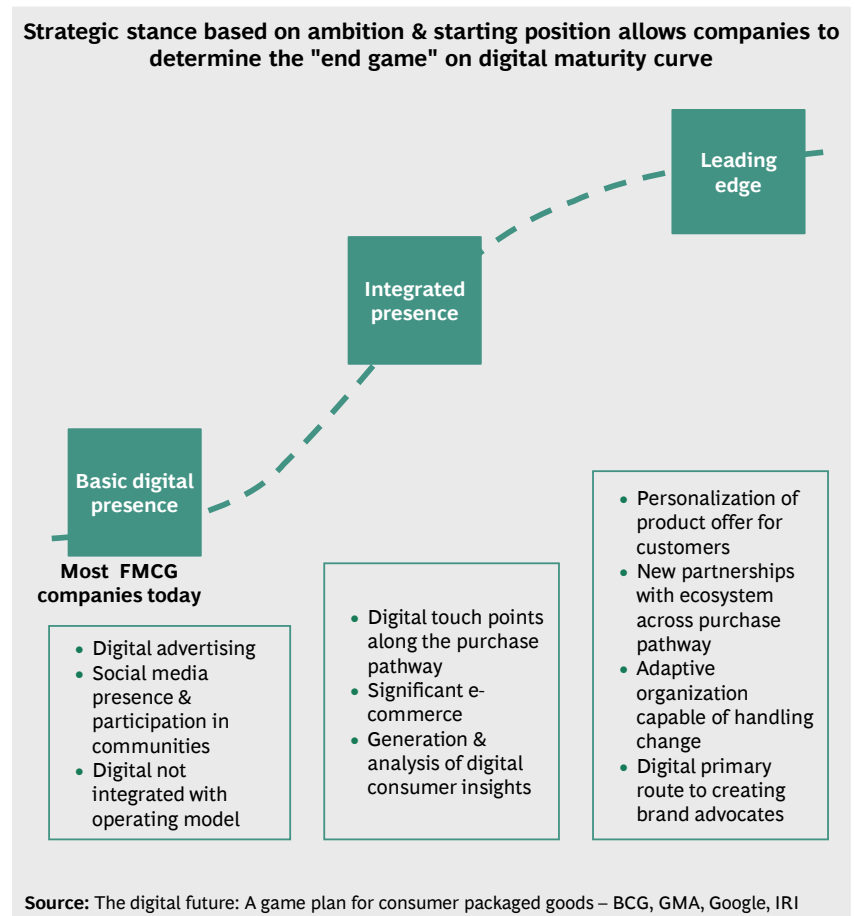 Strategic stance based on ambition & starting position allows companies to
determine the "end game" on digital maturity curve
Leading
edge
Integrated
presence
Basic digital
presence
Most FMCG
companies today
• Digital advertising
• Social media
presence &
participation in
communities
• Digital not
integrated with
operating model
• Digital touch points
along the purchase
pathway
• Significant e-
commerce
• Generation &
analysis of digital
consumer insights
• Personalization of
product offer for
customers
• New partnerships
with ecosystem
across purchase
pathway
• Adaptive
organization
capable of handling
change
• Digital primary
route to creating
brand advocates
Source: The digital future: A game plan for consumer packaged goods – BCG, GMA, Google, IRI